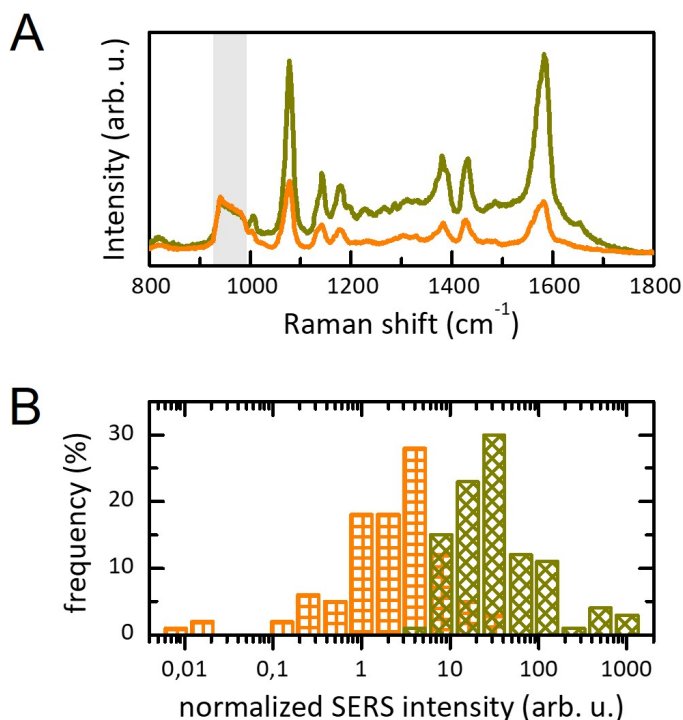 A
Intensity (arb. u.)
800 1000 1200 1400 1600 1800
Raman shift (cm⁻¹)
B
frequency (%)
30
20
10
0
0,01 0,1 1 10 100 1000
normalized SERS intensity (arb. u.)